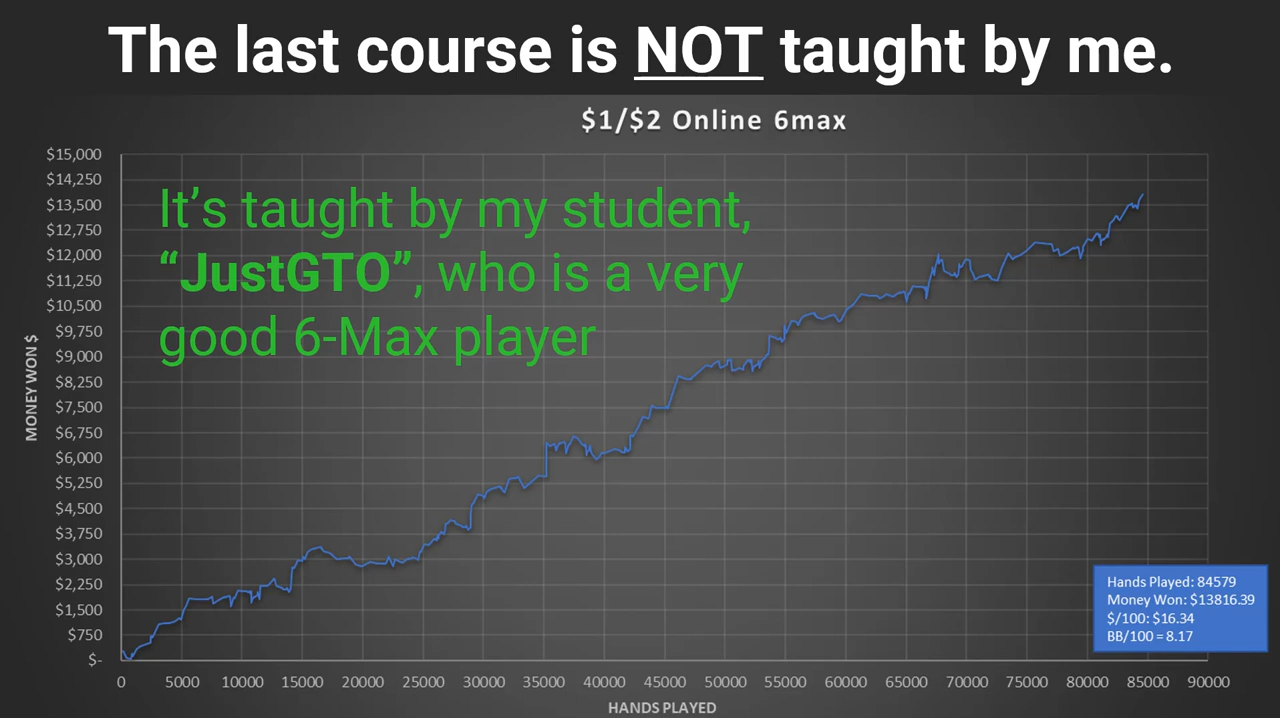 The last course is NOT taught by me.
$1/$2 Online 6max
It’s taught by my student,
“JustGTO”, who is a very
good 6-Max player
MONEY WON $
$15,000
$14,250
$13,500
$12,750
$12,000
$11,250
$10,500
$9,750
$9,000
$8,250
$7,500
$6,750
$6,000
$5,250
$4,500
$3,750
$3,000
$2,250
$1,500
$750
$-
Hands Played: 84579
Money Won: $13816.39
$/100: $16.34
BB/100 = 8.17
0 5000 10000 15000 20000 25000 30000 35000 40000 45000 50000 55000 60000 65000 70000 75000 80000 85000 90000
HANDS PLAYED